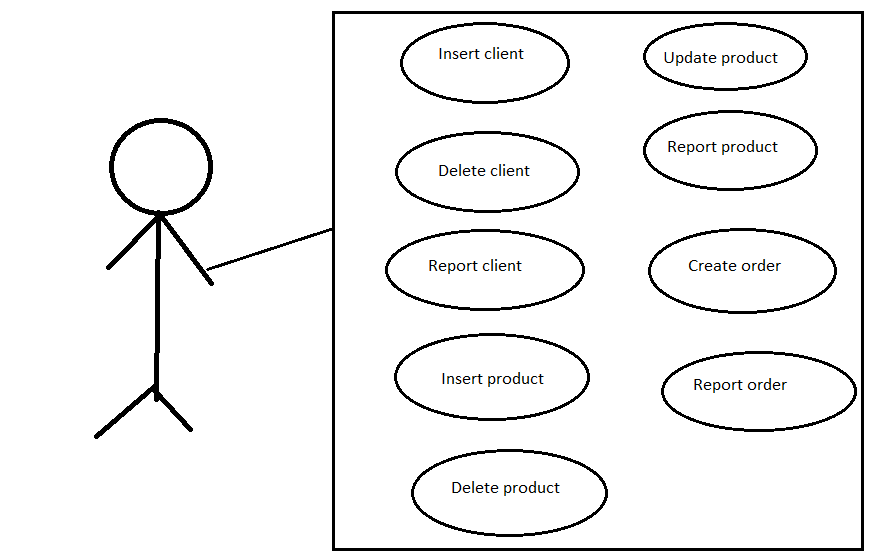 Insert client
Delete client
Report client
Insert product
Delete product
Update product
Report product
Create order
Report order